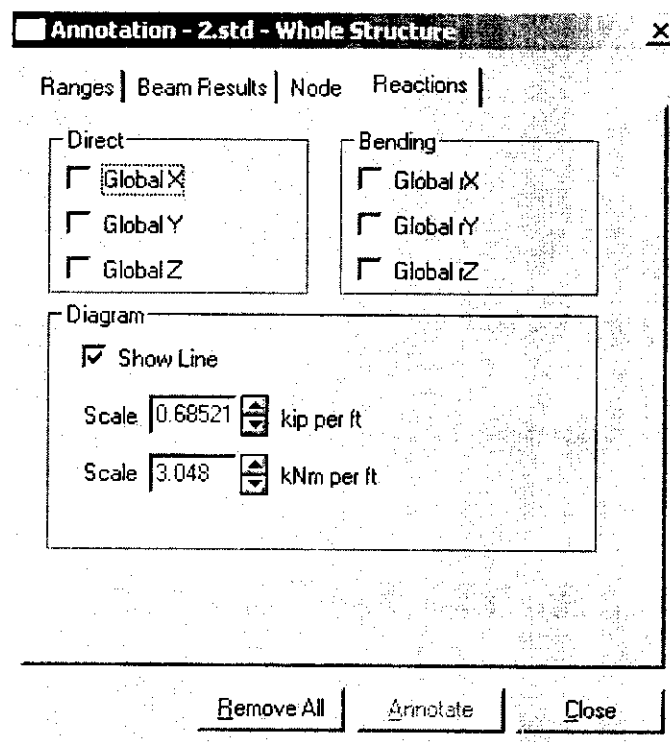 Annotation - 2.std - Whole Structure
Ranges Beam Results Node Reactions
Direct
Global X
Global Y
Global Z
Bending
Global rX
Global rY
Global rZ
Diagram
Show Line
Scale 0.68521 kip per ft
Scale 3.048 kNm per ft
Remove All Annotate Close